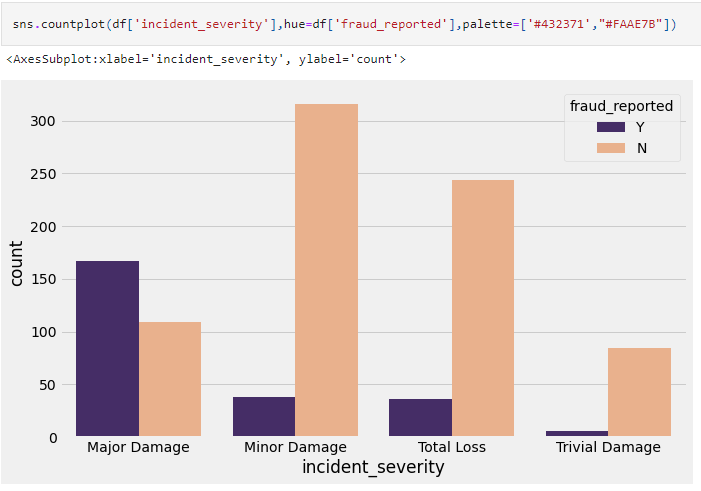 sns.countplot(df['incident_severity'],hue=df['fraud_reported'],palette=['#432371',"#FAAE7B"])
<AxesSubplot:xlabel='incident_severity', ylabel='count'>
fraud_reported
Y
N
300
250
200
150
100
50
0
count
Major Damage Minor Damage Total Loss Trivial Damage
incident_severity